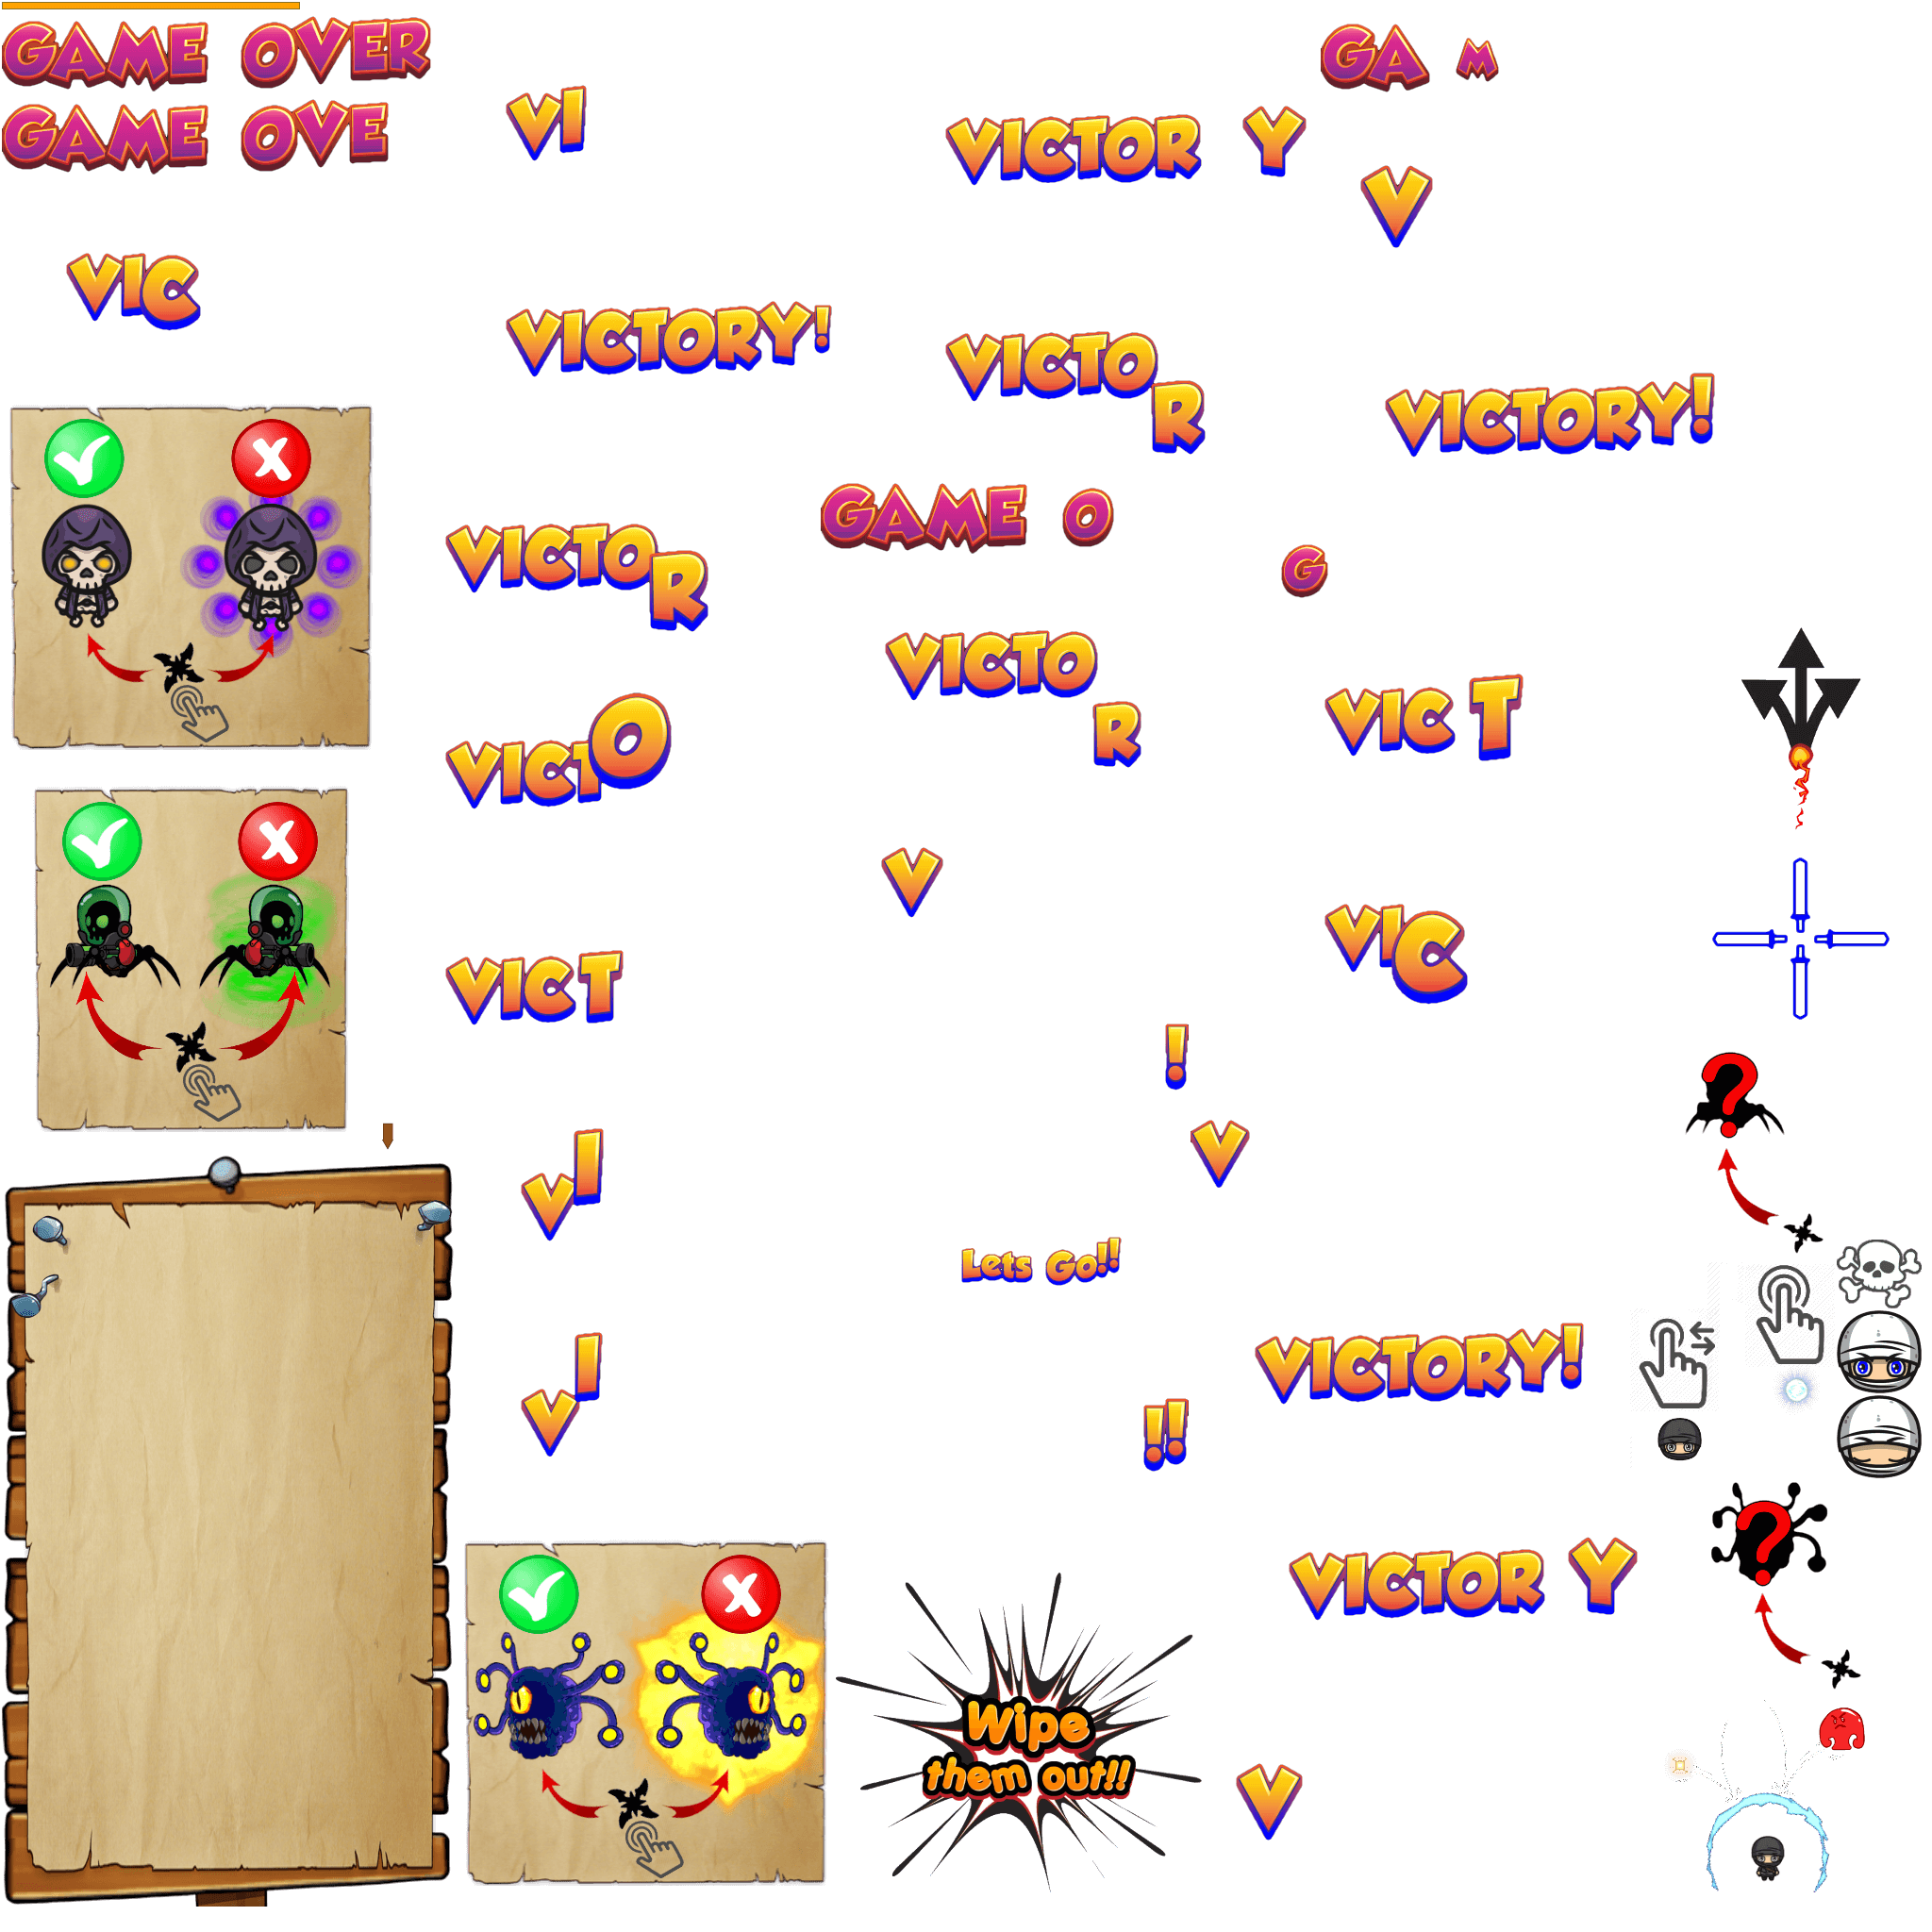 GAME OVER
GA M
GAME OVE
VI
VICTOR Y
V
VIC
VICTORY!
VICTO
R
VICTORY!
GAME O
VICTO
R
G
VICTO
R
VIC T
VICTO
V
VIC
VICT
!
?
V
VI
Lets Go!!
VICTORY!
VI
!!
?
VICTOR Y
Wipe
them out!!
V